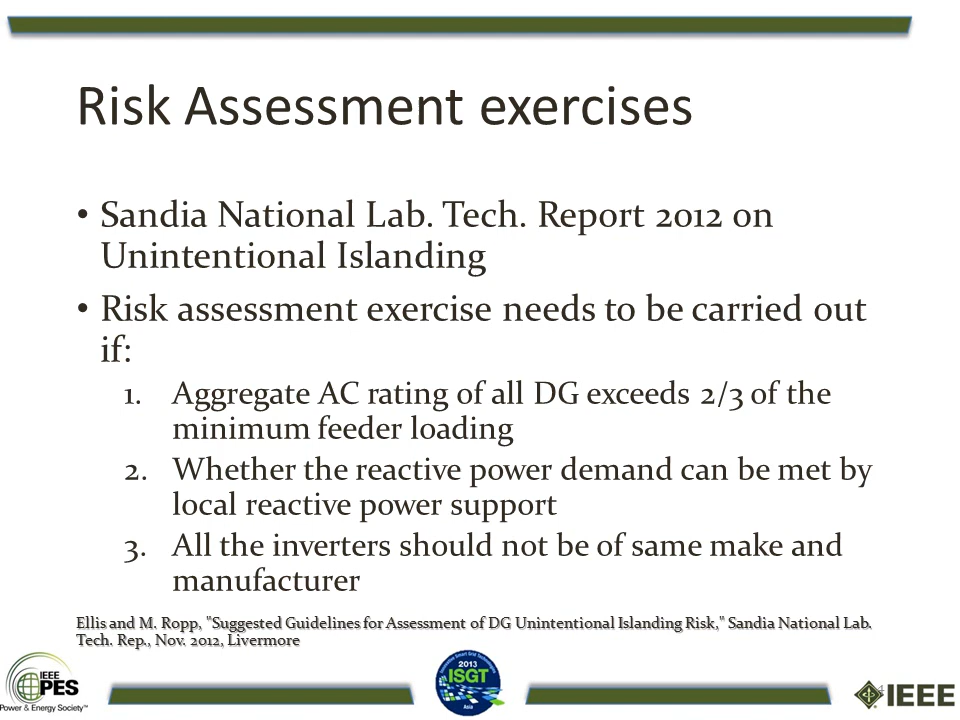 Risk Assessment exercises
• Sandia National Lab. Tech. Report 2012 on
Unintentional Islanding
• Risk assessment exercise needs to be carried out
if:
1. Aggregate AC rating of all DG exceeds 2/3 of the
minimum feeder loading
2. Whether the reactive power demand can be met by
local reactive power support
3. All the inverters should not be of same make and
manufacturer
Ellis and M. Ropp, "Suggested Guidelines for Assessment of DG Unintentional Islanding Risk," Sandia National Lab.
Tech. Rep., Nov. 2012, Livermore
IEEE
PES
Power & Energy Society™
2013
ISGT
Asia
IEEE